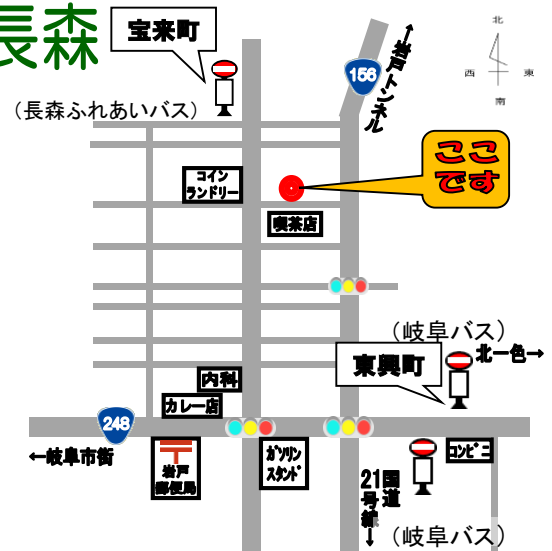 長森
宝来町
(長森ふれあいバス)
北
西
東
南
156
←岩戸トンネル
ここ
です
コイン
ランドリー
喫茶店
(岐阜バス)
東興町
北一色→
内科
カレー店
248
←岐阜市街
岩戸
郵便局
ガソリン
スタンド
コンビニ
国道
21号線
↓
(岐阜バス)